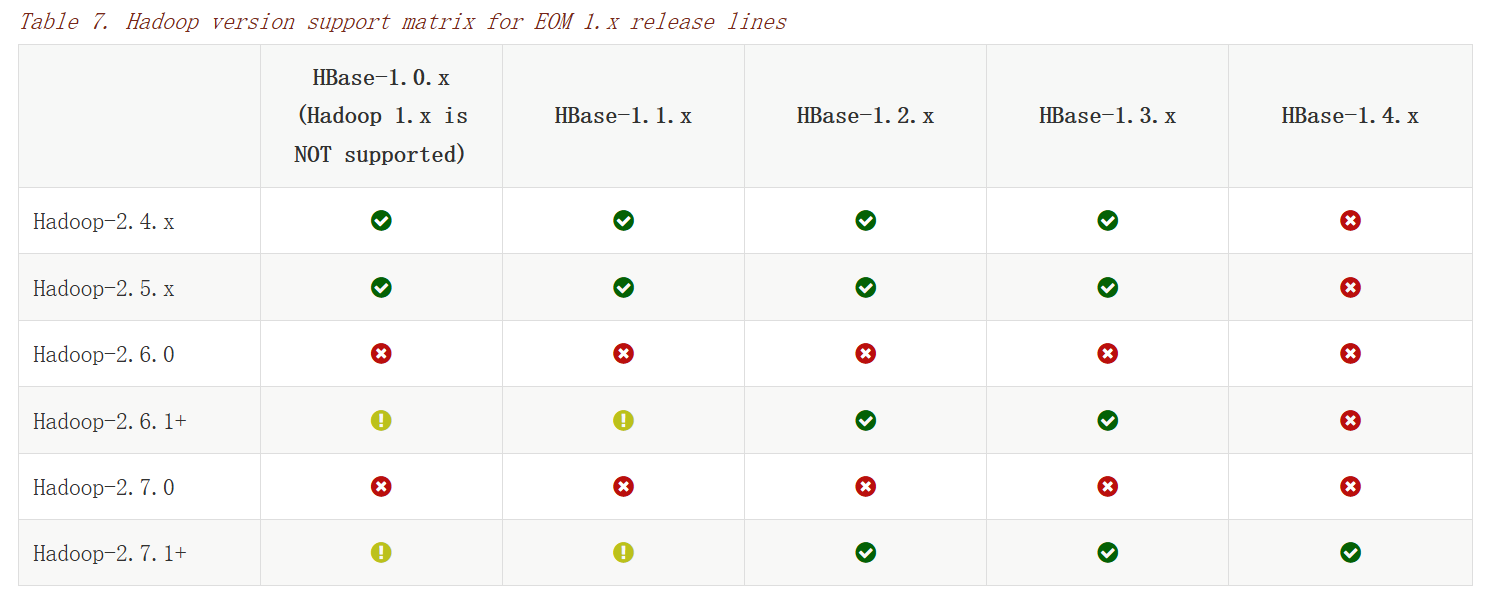 Table 7. Hadoop version support matrix for EOM 1.x release lines
HBase-1.0.x
(Hadoop 1.x is
NOT supported)
HBase-1.1.x
HBase-1.2.x
HBase-1.3.x
HBase-1.4.x
Hadoop-2.4.x
Hadoop-2.5.x
Hadoop-2.6.0
Hadoop-2.6.1+
Hadoop-2.7.0
Hadoop-2.7.1+